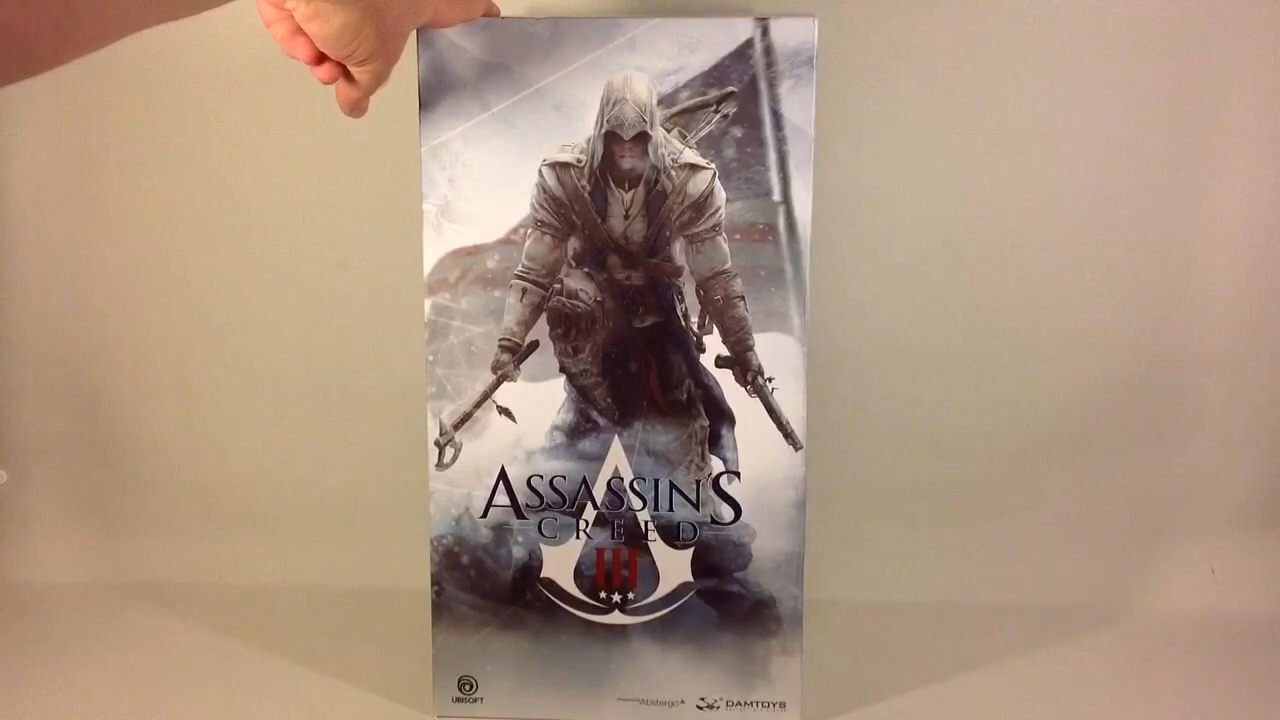 ASSASSIN'S
CREED
III
UBISOFT
Abstergo
DAMTOYS